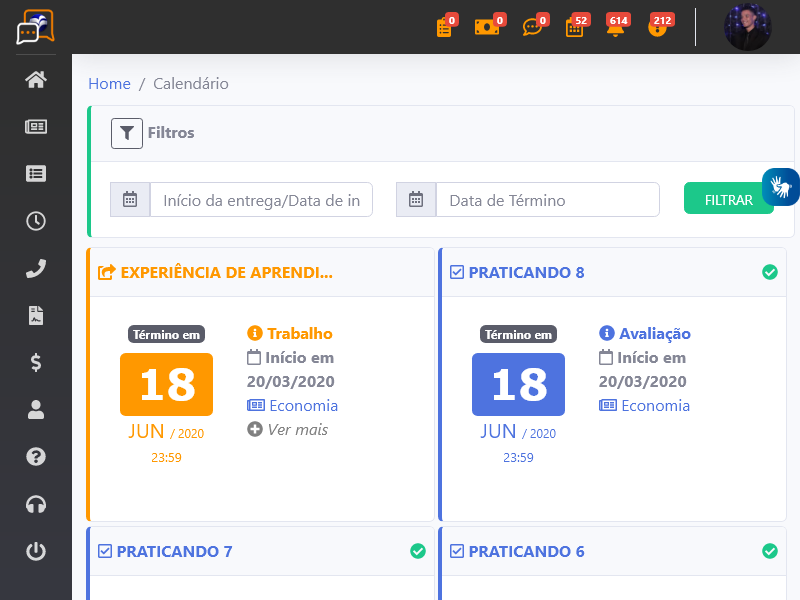 0 0 0 52 614 212
Home / Calendário
Filtros
Início da entrega/Data de in
Data de Término
FILTRAR
EXPERIÊNCIA DE APRENDI...
Término em
18
JUN / 2020
23:59
Trabalho
Início em
20/03/2020
Economia
Ver mais
PRATICANDO 8
Término em
18
JUN / 2020
23:59
Avaliação
Início em
20/03/2020
Economia
PRATICANDO 7
PRATICANDO 6